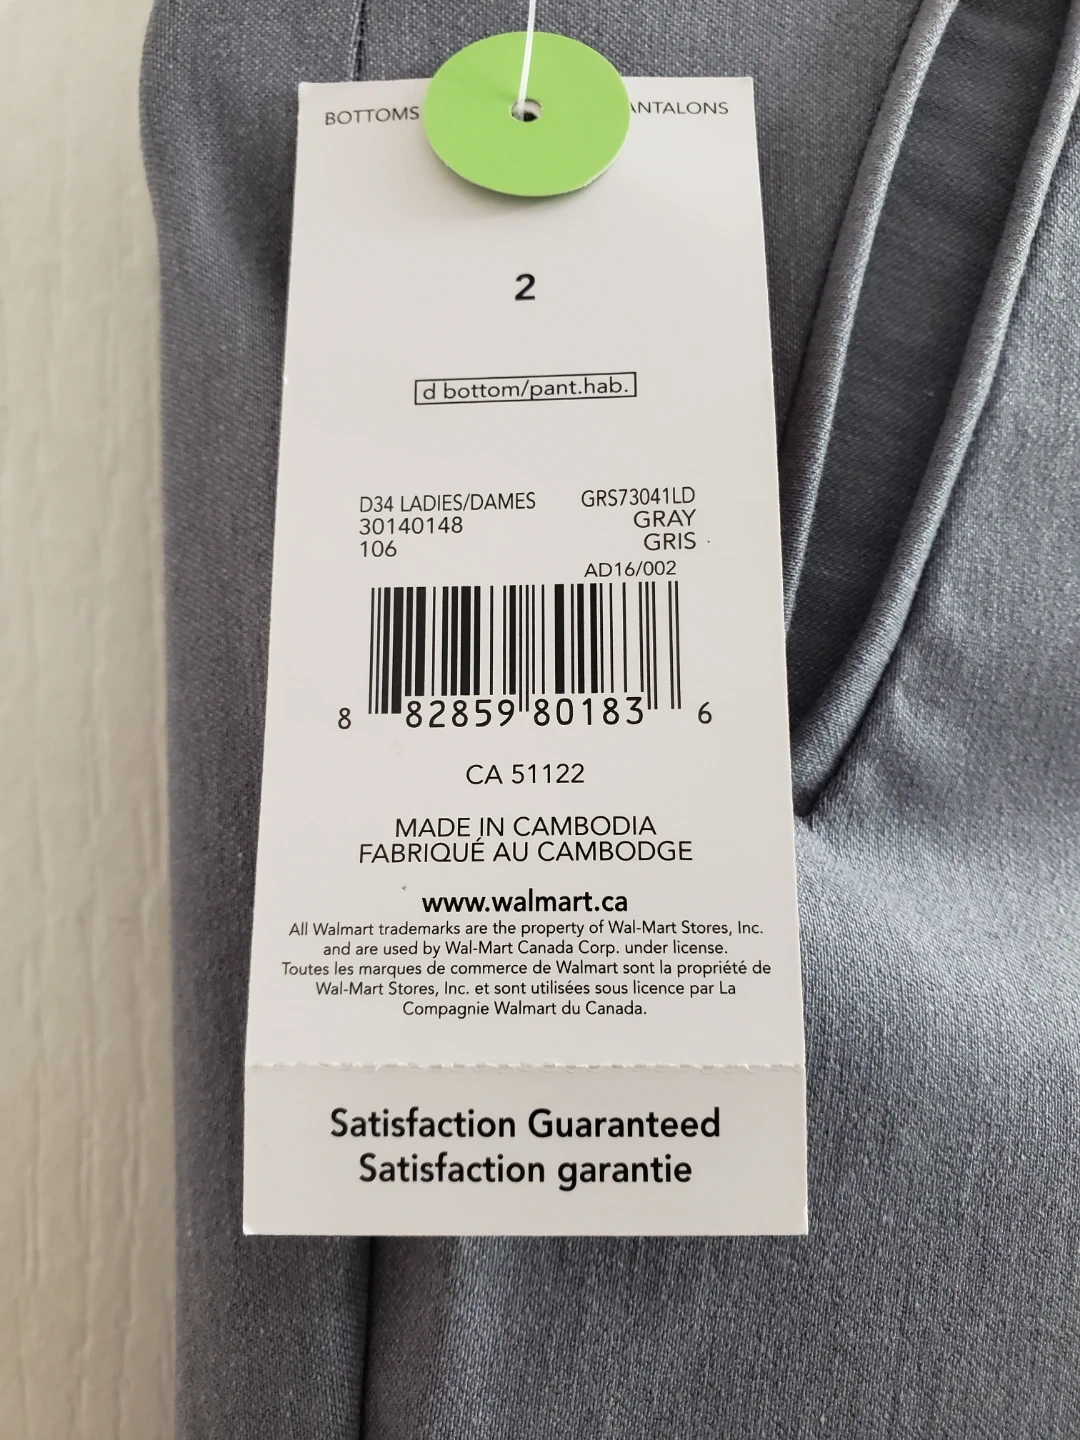 BOTTOMS ANTALONS
2
d bottom/pant.hab.
D34 LADIES/DAMES GRS73041LD
30140148 GRAY
106 GRIS
AD16/002
8 82859 80183 6
CA 51122
MADE IN CAMBODIA
FABRIQUÉ AU CAMBODGE
www.walmart.ca
All Walmart trademarks are the property of Wal-Mart Stores, Inc.
and are used by Wal-Mart Canada Corp. under license.
Toutes les marques de commerce de Walmart sont la propriété de
Wal-Mart Stores, Inc. et sont utilisées sous licence par La
Compagnie Walmart du Canada.
Satisfaction Guaranteed
Satisfaction garantie